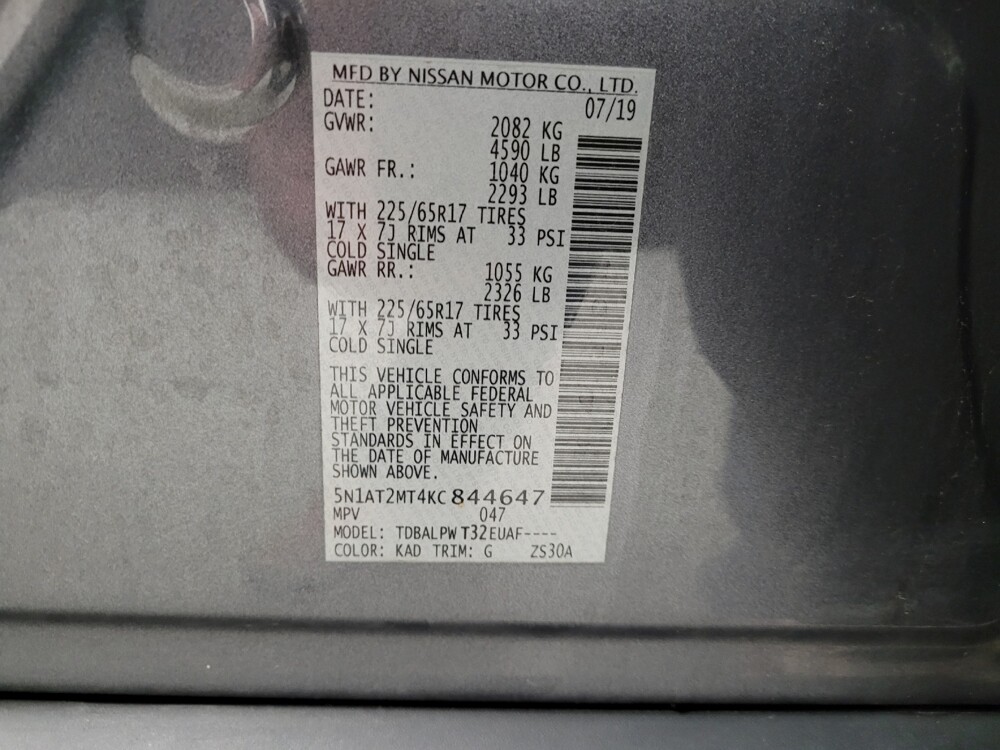 MFD BY NISSAN MOTOR CO., LTD.
DATE: 07/19
GVWR: 2082 KG
4590 LB
GAWR FR.: 1040 KG
2293 LB
WITH 225/65R17 TIRES
17 X 7J RIMS AT 33 PSI
COLD SINGLE
GAWR RR.: 1055 KG
2326 LB
WITH 225/65R17 TIRES
17 X 7J RIMS AT 33 PSI
COLD SINGLE
THIS VEHICLE CONFORMS TO
ALL APPLICABLE FEDERAL
MOTOR VEHICLE SAFETY AND
THEFT PREVENTION
STANDARDS IN EFFECT ON
THE DATE OF MANUFACTURE
SHOWN ABOVE.
5N1AT2MT4KC844647
MPV 047
MODEL: TDBALPW T32EUAF----
COLOR: KAD TRIM: G ZS30A